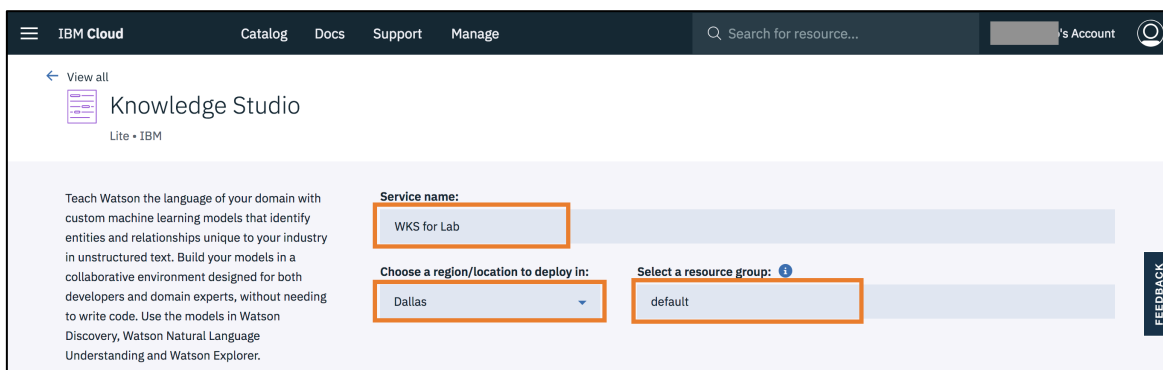 IBM Cloud Catalog Docs Support Manage Search for resource... 's Account
View all
Knowledge Studio
Lite • IBM
Teach Watson the language of your domain with
custom machine learning models that identify
entities and relationships unique to your industry
in unstructured text. Build your models in a
collaborative environment designed for both
developers and domain experts, without needing
to write code. Use the models in Watson
Discovery, Watson Natural Language
Understanding and Watson Explorer.
Service name:
WKS for Lab
Choose a region/location to deploy in:
Dallas
Select a resource group:
default
FEEDBACK